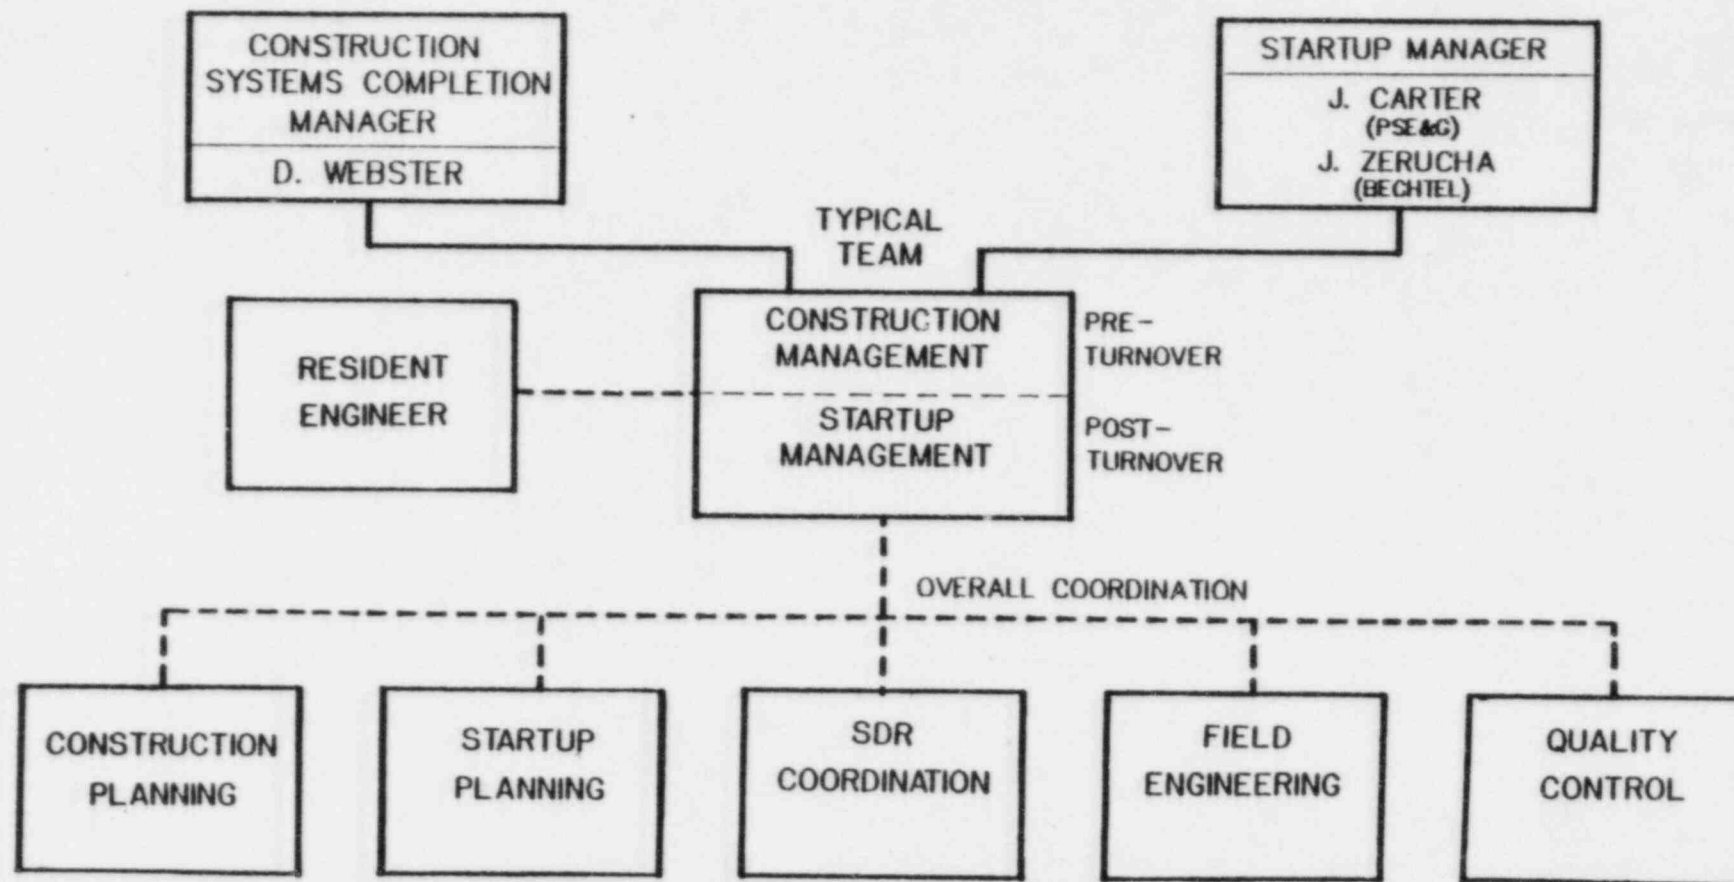 CONSTRUCTION
SYSTEMS COMPLETION
MANAGER
D. WEBSTER
STARTUP MANAGER
J. CARTER
(PSE&G)
J. ZERUCHA
(BECHTEL)
TYPICAL
TEAM
RESIDENT
ENGINEER
CONSTRUCTION
MANAGEMENT
PRE-
TURNOVER
STARTUP
MANAGEMENT
POST-
TURNOVER
OVERALL COORDINATION
CONSTRUCTION
PLANNING
STARTUP
PLANNING
SDR
COORDINATION
FIELD
ENGINEERING
QUALITY
CONTROL